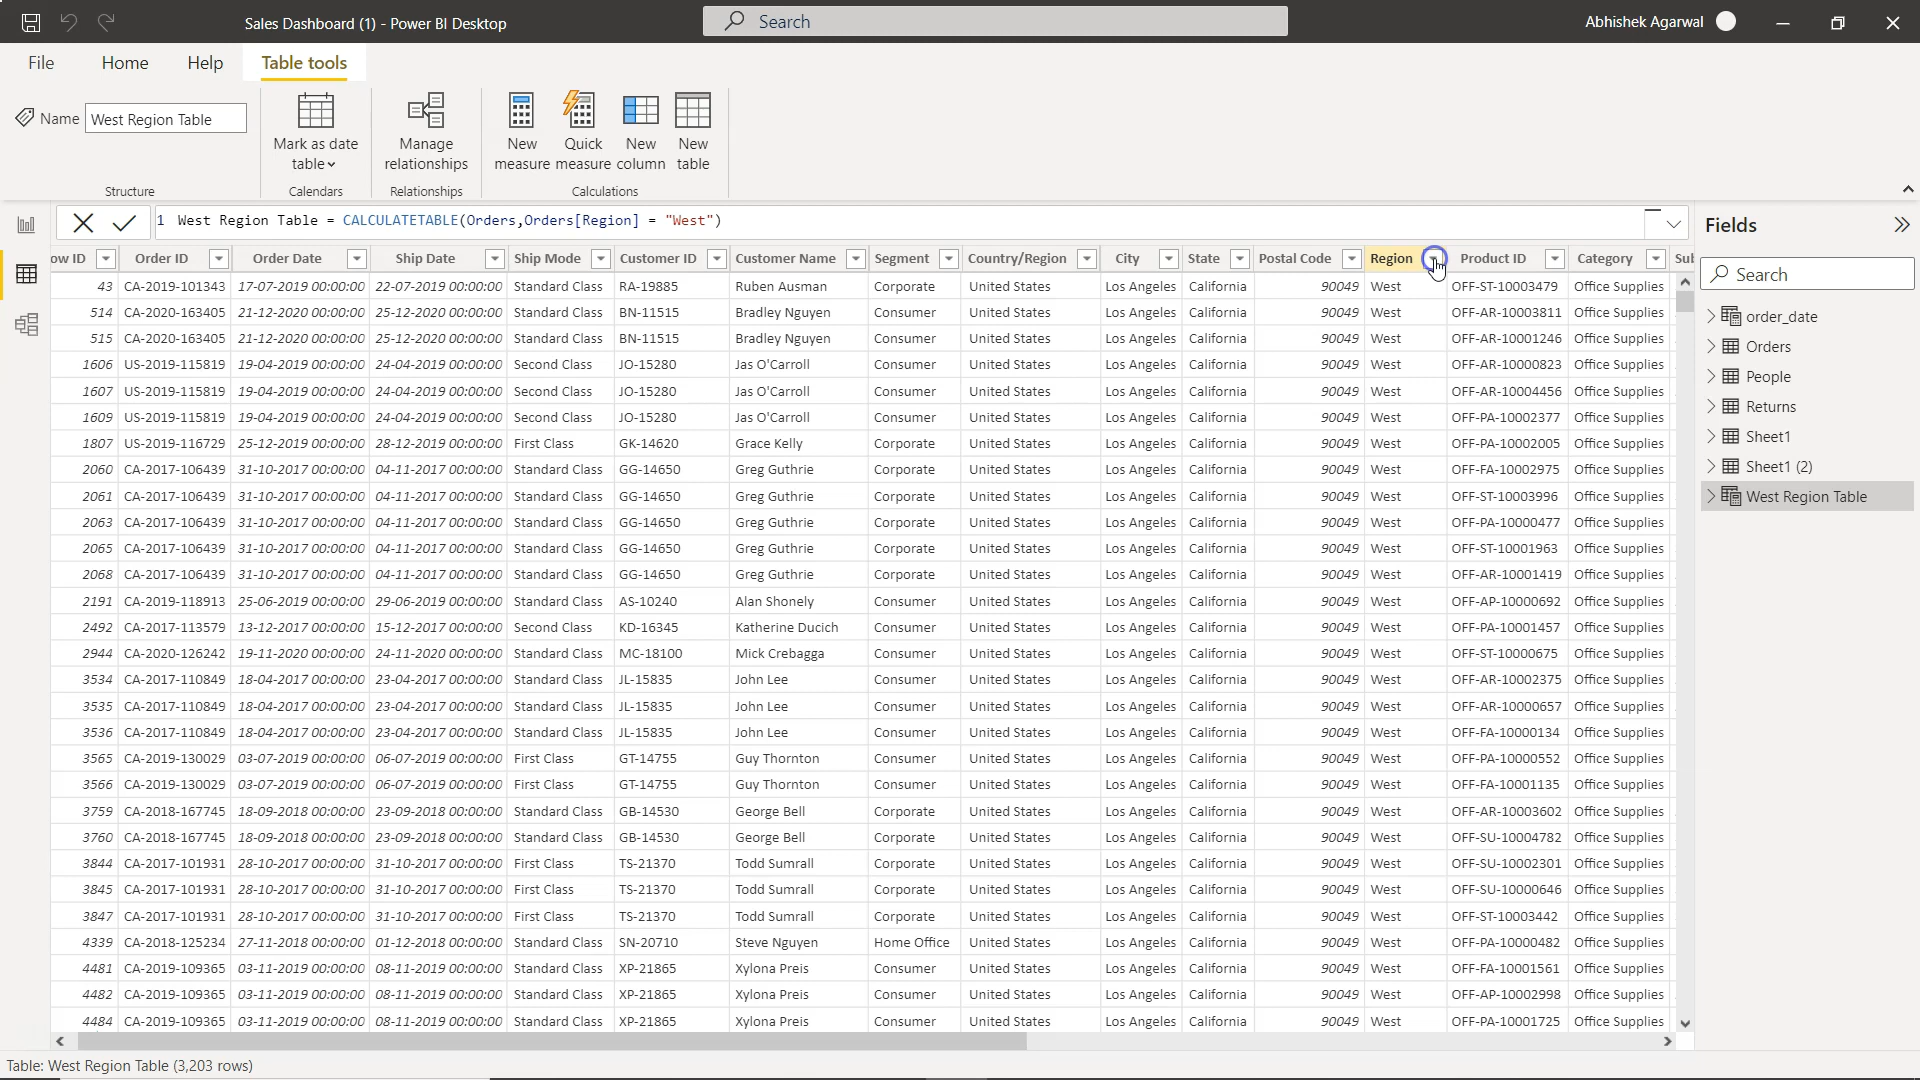 Sales Dashboard (1) - Power BI Desktop
Search
Abhishek Agarwal
File Home Help Table tools
Name West Region Table
Mark as date table
Manage relationships
New measure
Quick measure
New column
New table
Structure Calendars Relationships Calculations
1 West Region Table = CALCULATETABLE(Orders,Orders[Region] = "West")
ow ID Order ID Order Date Ship Date Ship Mode Customer ID Customer Name Segment Country/Region City State Postal Code Region Product ID Category Sub
43 CA-2019-101343 17-07-2019 00:00:00 22-07-2019 00:00:00 Standard Class RA-19885 Ruben Ausman Corporate United States Los Angeles California 90049 West OFF-ST-10003479 Office Supplies
514 CA-2020-163405 21-12-2020 00:00:00 25-12-2020 00:00:00 Standard Class BN-11515 Bradley Nguyen Consumer United States Los Angeles California 90049 West OFF-AR-10003811 Office Supplies
515 CA-2020-163405 21-12-2020 00:00:00 25-12-2020 00:00:00 Standard Class BN-11515 Bradley Nguyen Consumer United States Los Angeles California 90049 West OFF-AR-10001246 Office Supplies
1606 US-2019-115819 19-04-2019 00:00:00 24-04-2019 00:00:00 Second Class JO-15280 Jas O'Carroll Consumer United States Los Angeles California 90049 West OFF-AR-10000823 Office Supplies
1607 US-2019-115819 19-04-2019 00:00:00 24-04-2019 00:00:00 Second Class JO-15280 Jas O'Carroll Consumer United States Los Angeles California 90049 West OFF-AR-10004456 Office Supplies
1609 US-2019-115819 19-04-2019 00:00:00 24-04-2019 00:00:00 Second Class JO-15280 Jas O'Carroll Consumer United States Los Angeles California 90049 West OFF-PA-10002377 Office Supplies
1807 US-2019-116729 25-12-2019 00:00:00 28-12-2019 00:00:00 First Class GK-14620 Grace Kelly Corporate United States Los Angeles California 90049 West OFF-PA-10002005 Office Supplies
2060 CA-2017-106439 31-10-2017 00:00:00 04-11-2017 00:00:00 Standard Class GG-14650 Greg Guthrie Corporate United States Los Angeles California 90049 West OFF-FA-10002975 Office Supplies
2061 CA-2017-106439 31-10-2017 00:00:00 04-11-2017 00:00:00 Standard Class GG-14650 Greg Guthrie Corporate United States Los Angeles California 90049 West OFF-ST-10003996 Office Supplies
2063 CA-2017-106439 31-10-2017 00:00:00 04-11-2017 00:00:00 Standard Class GG-14650 Greg Guthrie Corporate United States Los Angeles California 90049 West OFF-PA-10000477 Office Supplies
2065 CA-2017-106439 31-10-2017 00:00:00 04-11-2017 00:00:00 Standard Class GG-14650 Greg Guthrie Corporate United States Los Angeles California 90049 West OFF-ST-10001963 Office Supplies
2068 CA-2017-106439 31-10-2017 00:00:00 04-11-2017 00:00:00 Standard Class GG-14650 Greg Guthrie Corporate United States Los Angeles California 90049 West OFF-AR-10001419 Office Supplies
2191 CA-2019-118913 25-06-2019 00:00:00 29-06-2019 00:00:00 Standard Class AS-10240 Alan Shonely Consumer United States Los Angeles California 90049 West OFF-AP-10000692 Office Supplies
2492 CA-2017-113579 13-12-2017 00:00:00 15-12-2017 00:00:00 Second Class KD-16345 Katherine Ducich Consumer United States Los Angeles California 90049 West OFF-PA-10001457 Office Supplies
2944 CA-2020-126242 19-11-2020 00:00:00 24-11-2020 00:00:00 Standard Class MC-18100 Mick Crebagga Consumer United States Los Angeles California 90049 West OFF-ST-10000675 Office Supplies
3534 CA-2017-110849 18-04-2017 00:00:00 23-04-2017 00:00:00 Standard Class JL-15835 John Lee Consumer United States Los Angeles California 90049 West OFF-AR-10002375 Office Supplies
3535 CA-2017-110849 18-04-2017 00:00:00 23-04-2017 00:00:00 Standard Class JL-15835 John Lee Consumer United States Los Angeles California 90049 West OFF-AR-10000657 Office Supplies
3536 CA-2017-110849 18-04-2017 00:00:00 23-04-2017 00:00:00 Standard Class JL-15835 John Lee Consumer United States Los Angeles California 90049 West OFF-FA-10000134 Office Supplies
3565 CA-2019-130029 03-07-2019 00:00:00 06-07-2019 00:00:00 First Class GT-14755 Guy Thornton Consumer United States Los Angeles California 90049 West OFF-PA-10000552 Office Supplies
3566 CA-2019-130029 03-07-2019 00:00:00 06-07-2019 00:00:00 First Class GT-14755 Guy Thornton Consumer United States Los Angeles California 90049 West OFF-FA-10001135 Office Supplies
3759 CA-2018-167745 18-09-2018 00:00:00 23-09-2018 00:00:00 Standard Class GB-14530 George Bell Corporate United States Los Angeles California 90049 West OFF-AR-10003602 Office Supplies
3760 CA-2018-167745 18-09-2018 00:00:00 23-09-2018 00:00:00 Standard Class GB-14530 George Bell Corporate United States Los Angeles California 90049 West OFF-SU-10004782 Office Supplies
3844 CA-2017-101931 28-10-2017 00:00:00 31-10-2017 00:00:00 First Class TS-21370 Todd Sumrall Corporate United States Los Angeles California 90049 West OFF-SU-10002301 Office Supplies
3845 CA-2017-101931 28-10-2017 00:00:00 31-10-2017 00:00:00 First Class TS-21370 Todd Sumrall Corporate United States Los Angeles California 90049 West OFF-SU-10000646 Office Supplies
3847 CA-2017-101931 28-10-2017 00:00:00 31-10-2017 00:00:00 First Class TS-21370 Todd Sumrall Corporate United States Los Angeles California 90049 West OFF-ST-10003442 Office Supplies
4339 CA-2018-125234 27-11-2018 00:00:00 01-12-2018 00:00:00 Standard Class SN-20710 Steve Nguyen Home Office United States Los Angeles California 90049 West OFF-PA-10000482 Office Supplies
4481 CA-2019-109365 03-11-2019 00:00:00 08-11-2019 00:00:00 Standard Class XP-21865 Xylona Preis Consumer United States Los Angeles California 90049 West OFF-FA-10001561 Office Supplies
4482 CA-2019-109365 03-11-2019 00:00:00 08-11-2019 00:00:00 Standard Class XP-21865 Xylona Preis Consumer United States Los Angeles California 90049 West OFF-AP-10002998 Office Supplies
4484 CA-2019-109365 03-11-2019 00:00:00 08-11-2019 00:00:00 Standard Class XP-21865 Xylona Preis Consumer United States Los Angeles California 90049 West OFF-PA-10001725 Office Supplies
Fields
Search
order_date
Orders
People
Returns
Sheet1
Sheet1 (2)
West Region Table
Table: West Region Table (3,203 rows)